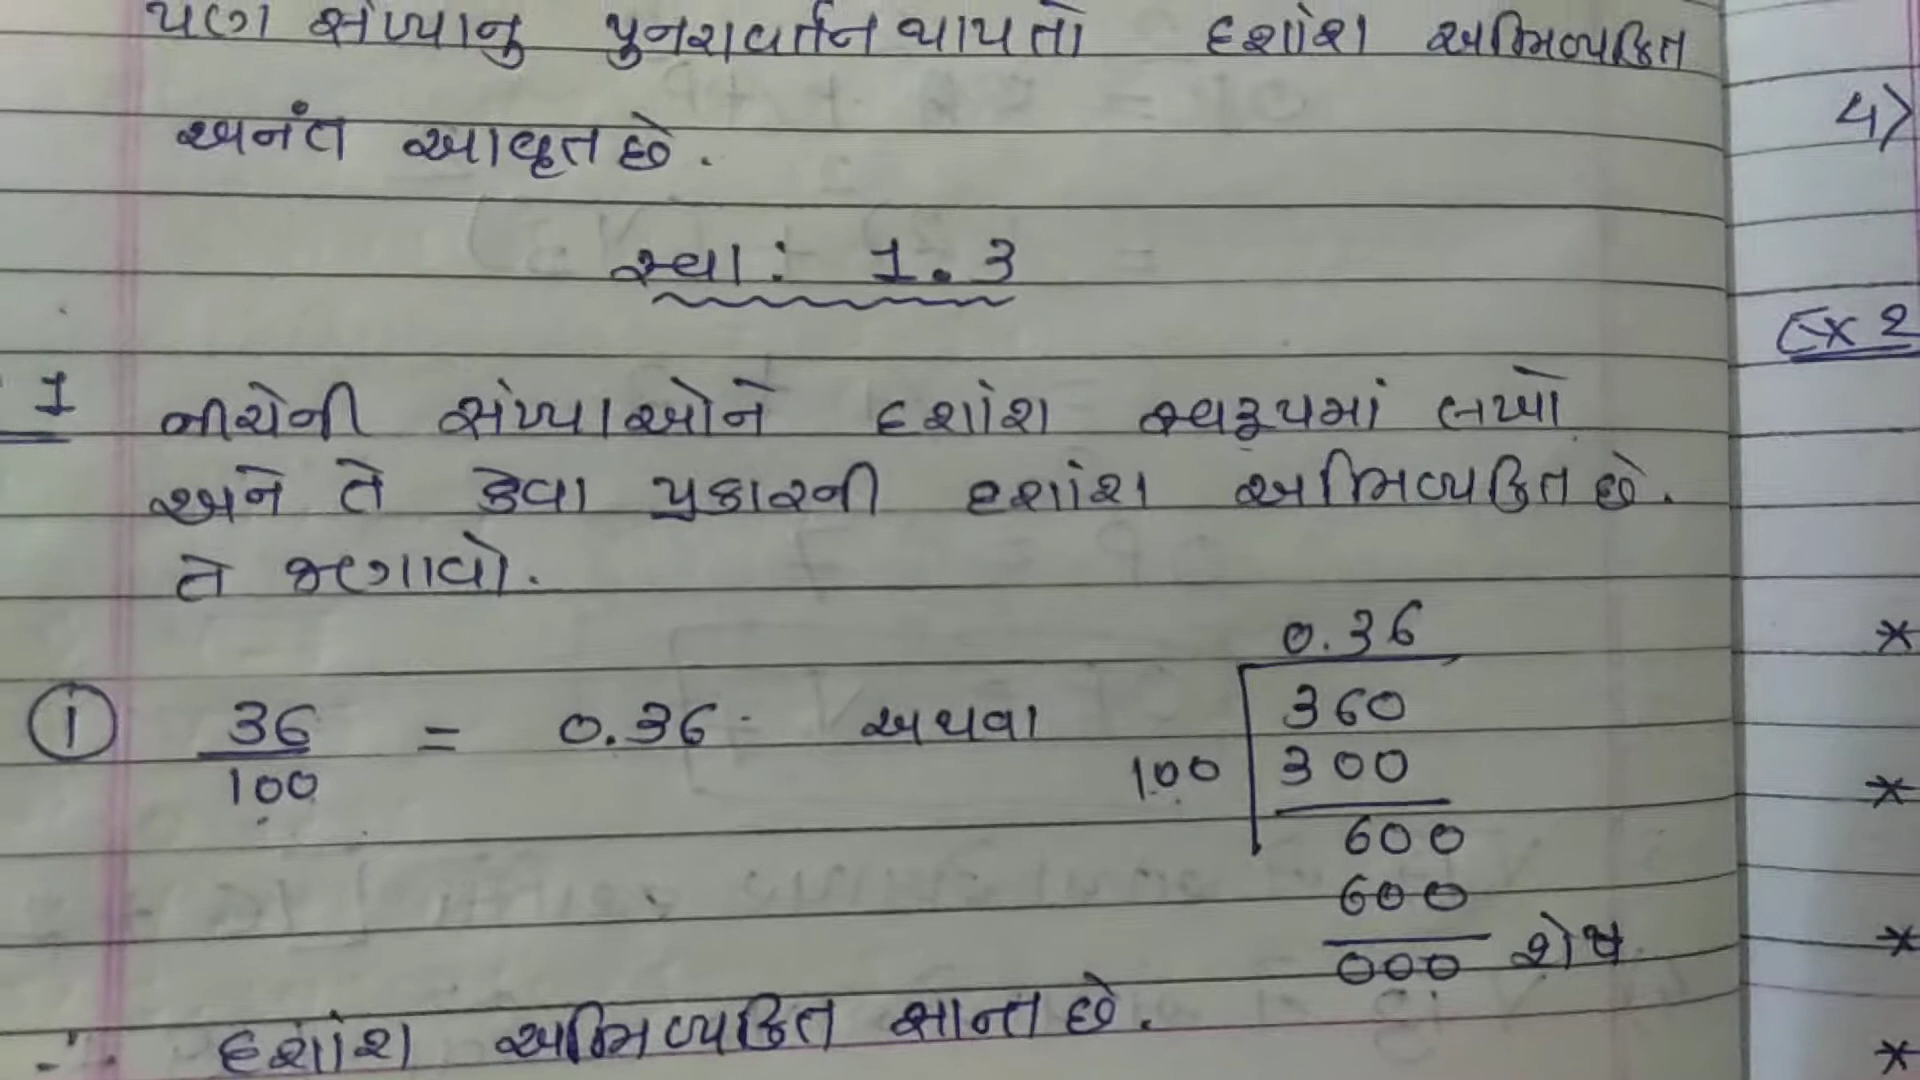 પણ સંખ્યાનુ પુનરાવર્તન થાયતો દશાંશ અભિવ્યકિત
અનંત આવૃત છે.
સ્વા: 1.3
1 નીચેની સંખ્યાઓને દશાંશ સ્વરૂપમાં લખો
અને તે કેવા પ્રકારની દશાંશ અભિવ્યકિત છે.
તે જણાવો.
① 36/100 = 0.36 અથવા
0.36
100 360
300
600
600
000 શેષ
∴ દશાંશ અભિવ્યકિત સાન્ત છે.
4)
Ex 2
*
*
*
*